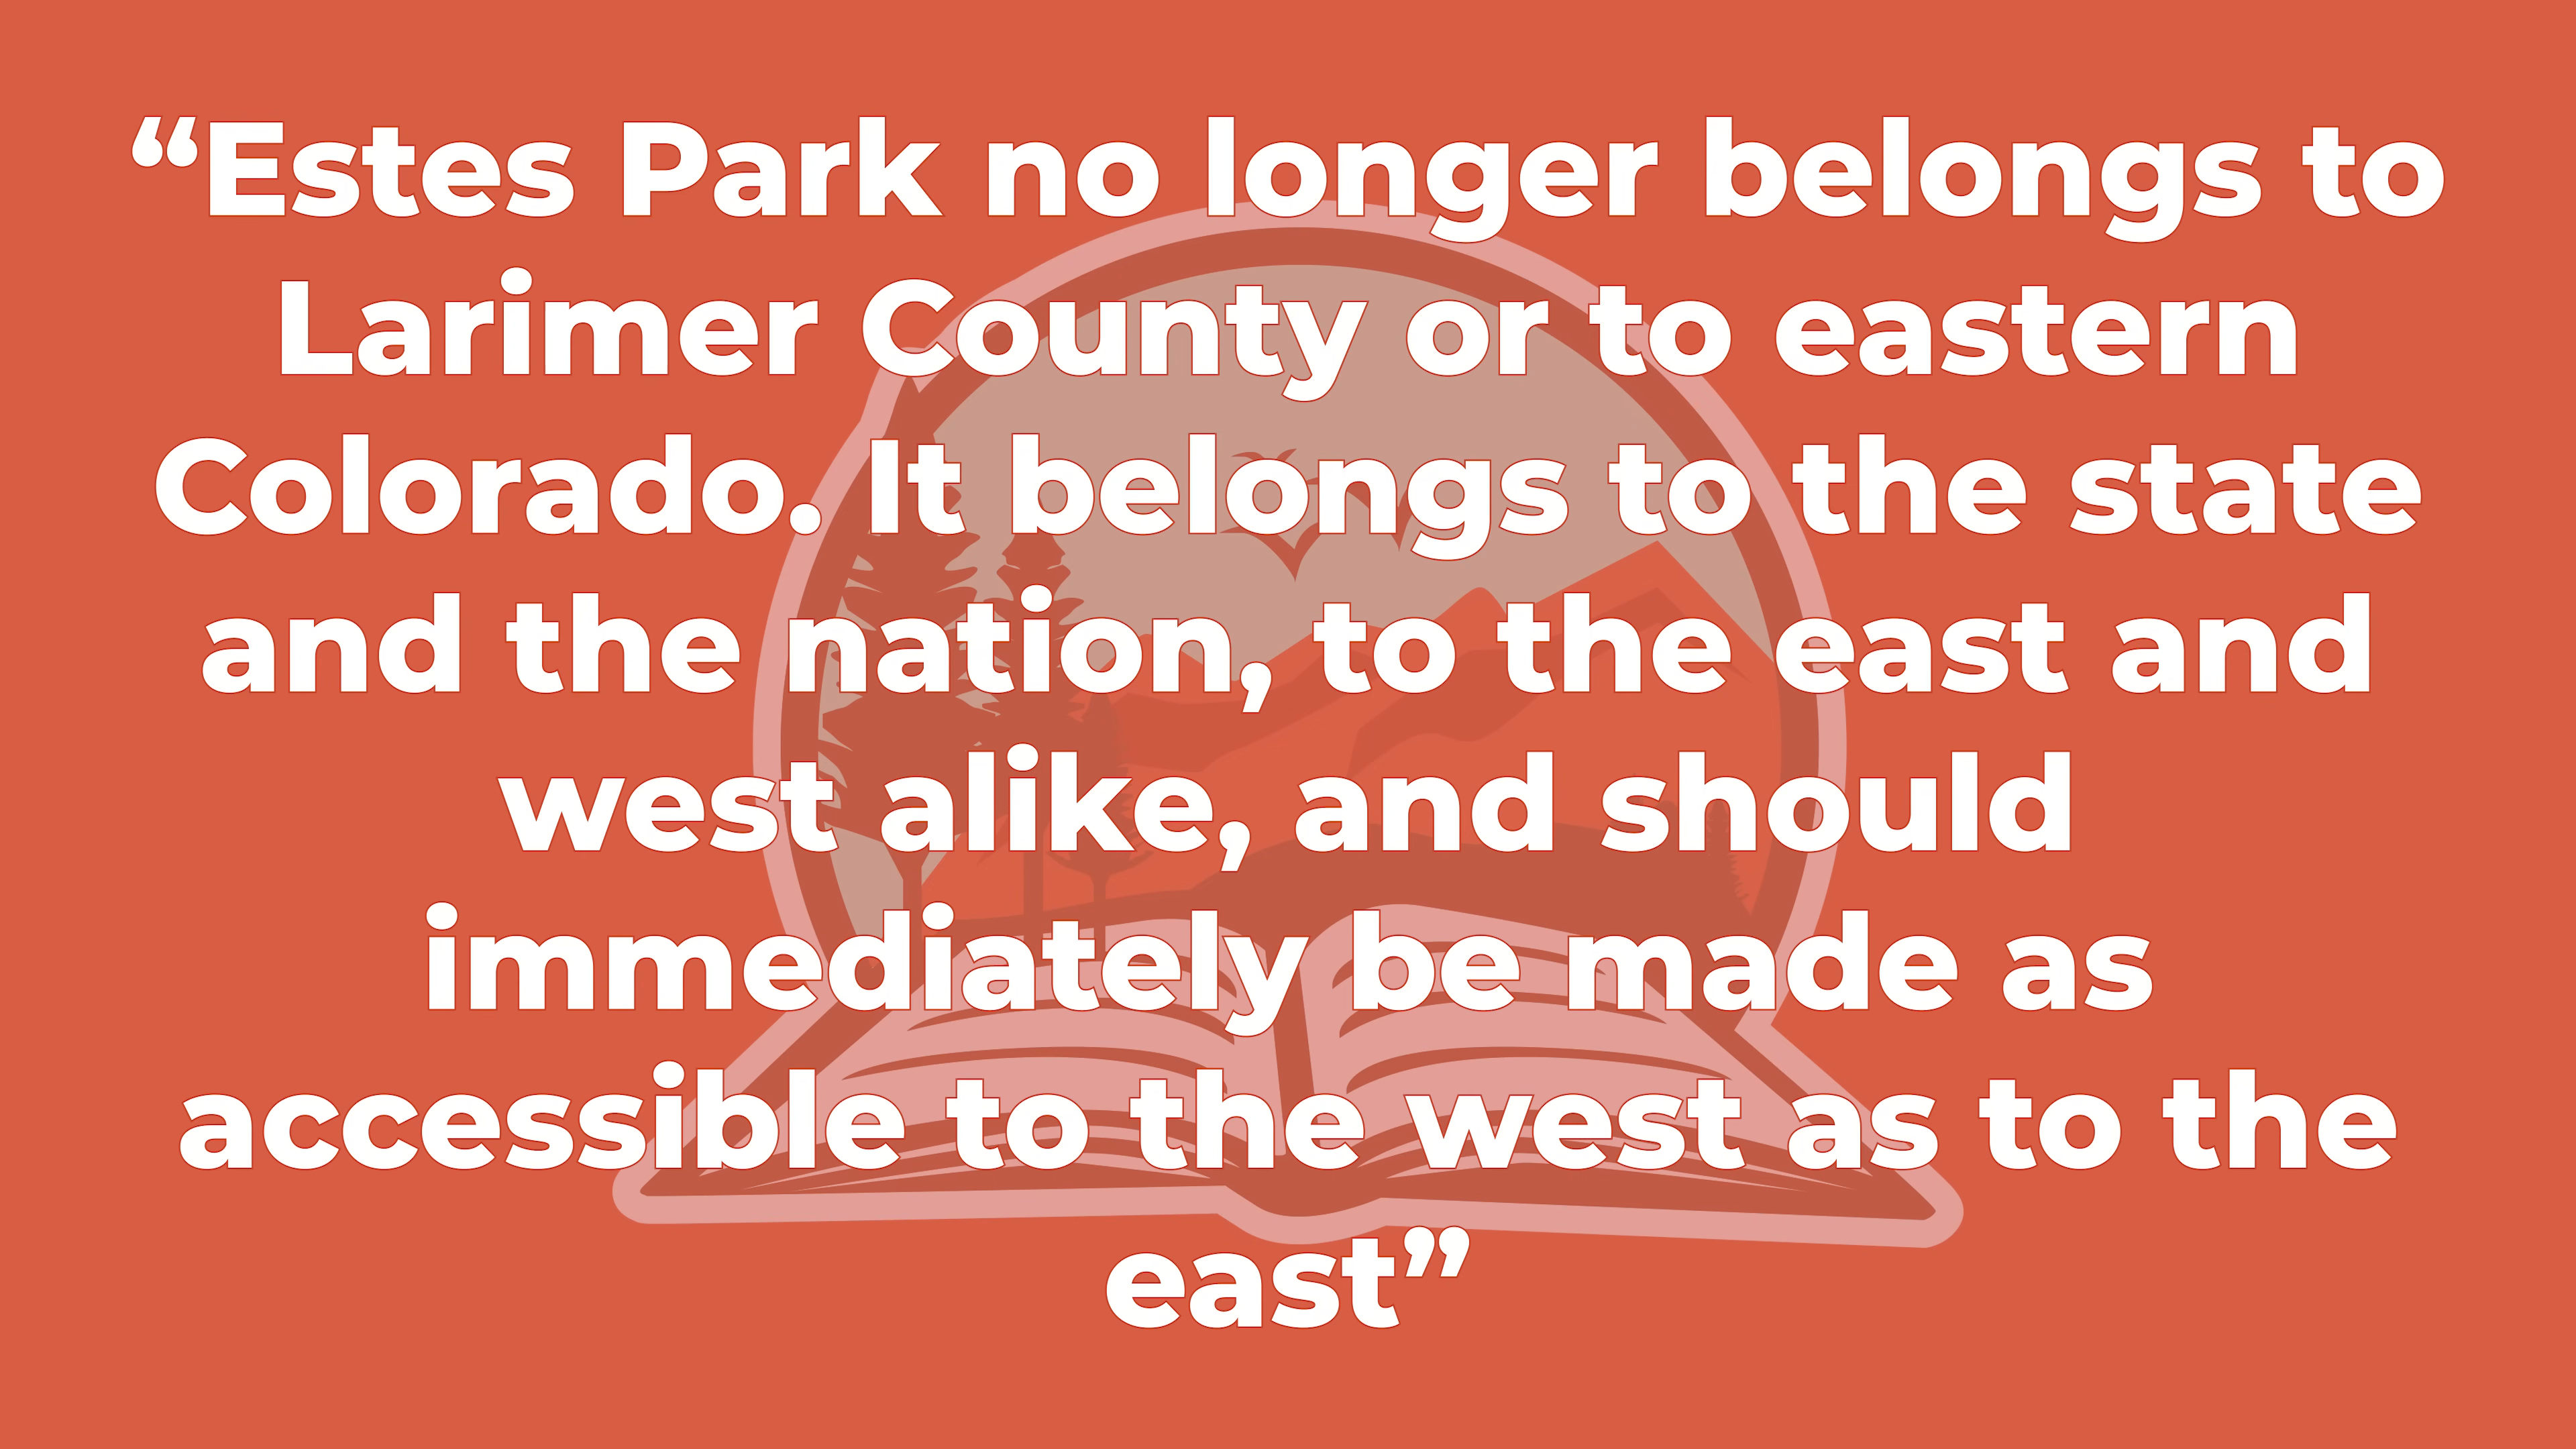 “Estes Park no longer belongs to
Larimer County or to eastern
Colorado. It belongs to the state
and the nation, to the east and
west alike, and should
immediately be made as
accessible to the west as to the
east”